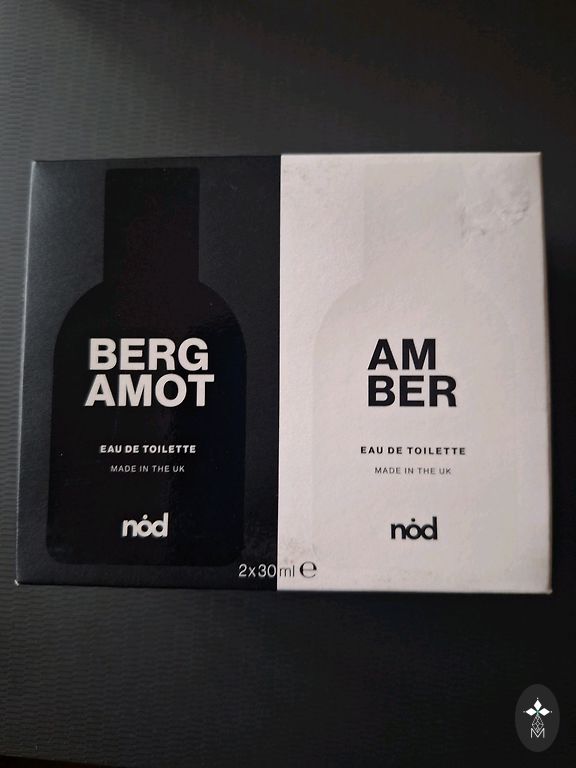 BERG
AMOT
EAU DE TOILETTE
MADE IN THE UK
nód
AM
BER
EAU DE TOILETTE
MADE IN THE UK
nód
2x30ml ℮
M